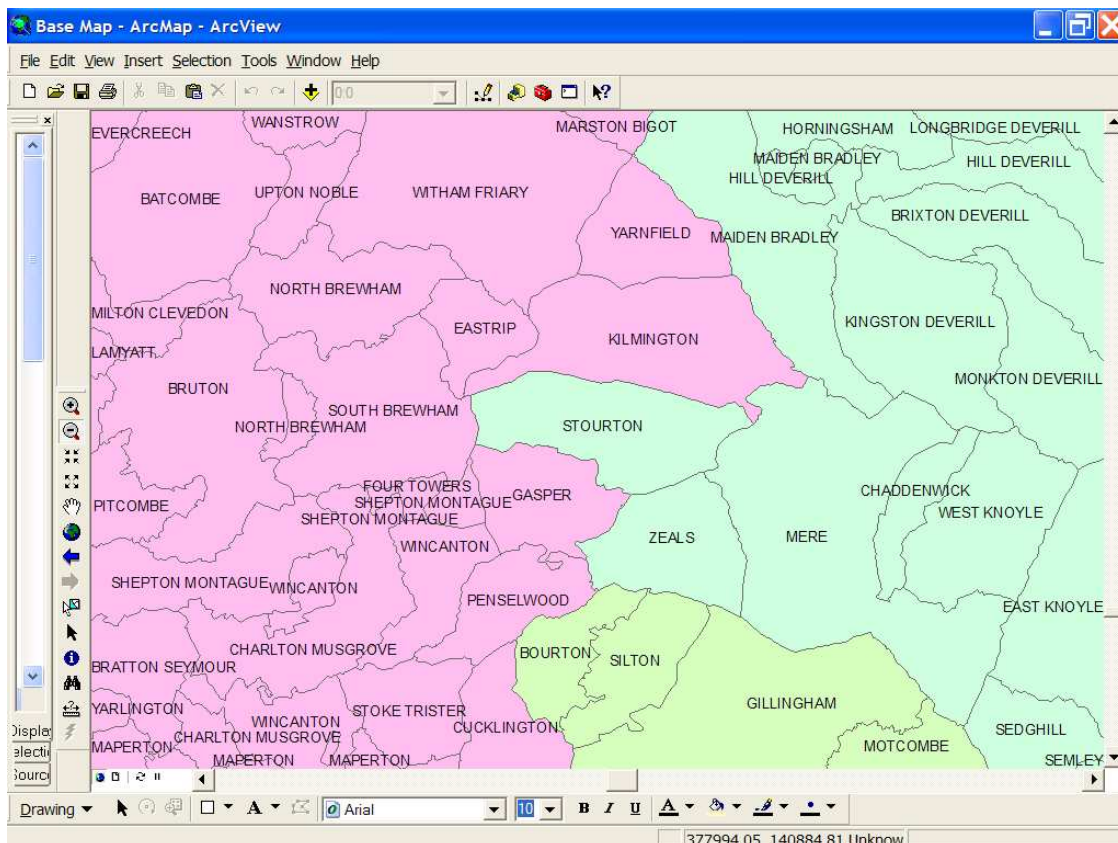 Base Map - ArcMap - ArcView
File Edit View Insert Selection Tools Window Help
0:0
EVERCREECH
WANSTROW
MARSTON BIGOT
HORNINGSHAM
LONGBRIDGE DEVERILL
MAIDEN BRADLEY
HILL DEVERILL
HILL DEVERILL
BATCOMBE
UPTON NOBLE
WITHAM FRIARY
BRIXTON DEVERILL
YARNFIELD
MAIDEN BRADLEY
NORTH BREWHAM
MILTON CLEVEDON
EASTRIP
KINGSTON DEVERILL
KILMINGTON
LAMYATT
BRUTON
MONKTON DEVERILL
SOUTH BREWHAM
NORTH BREWHAM
STOURTON
FOUR TOWERS
CHADDENWICK
PITCOMBE
SHEPTON MONTAGUE
GASPER
SHEPTON MONTAGUE
WEST KNOYLE
WINCANTON
ZEALS
MERE
SHEPTON MONTAGUE
WINCANTON
PENSELWOOD
EAST KNOYLE
CHARLTON MUSGROVE
BOURTON
SILTON
BRATTON SEYMOUR
YARLINGTON
STOKE TRISTER
GILLINGHAM
WINCANTON
CUCKLINGTON
SEDGHILL
CHARLTON MUSGROVE
MAPERTON
MOTCOMBE
MAPERTON
MAPERTON
SEMLEY
Display
Selecti
Sourc
Drawing
A
Arial
10
B I U A
377994.05 140884.81 Unknow